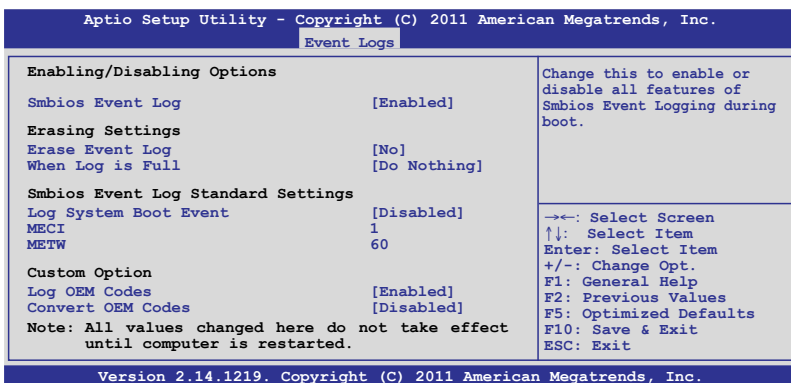 Aptio Setup Utility - Copyright (C) 2011 American Megatrends, Inc.
Event Logs
Enabling/Disabling Options
Smbios Event Log [Enabled]
Erasing Settings
Erase Event Log [No]
When Log is Full [Do Nothing]
Smbios Event Log Standard Settings
Log System Boot Event [Disabled]
MECI 1
METW 60
Custom Option
Log OEM Codes [Enabled]
Convert OEM Codes [Disabled]
Note: All values changed here do not take effect
until computer is restarted.
Change this to enable or
disable all features of
Smbios Event Logging during
boot.
→←: Select Screen
↑↓: Select Item
Enter: Select Item
+/-: Change Opt.
F1: General Help
F2: Previous Values
F5: Optimized Defaults
F10: Save & Exit
ESC: Exit
Version 2.14.1219. Copyright (C) 2011 American Megatrends, Inc.